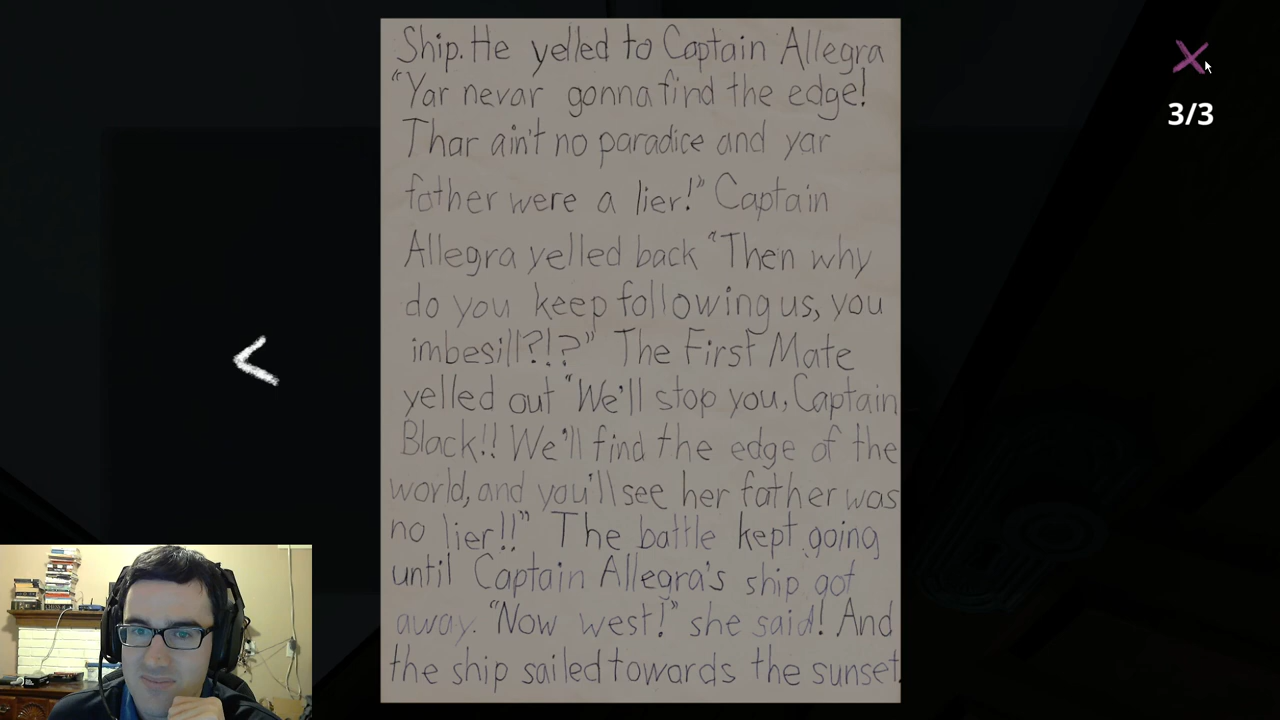 Ship. He yelled to Captain Allegra
"Yar nevar gonna find the edge!
Thar ain't no paradice and yar
father were a lier!" Captain
Allegra yelled back "Then why
do you keep following us, you
imbesill?!?" The First Mate
yelled out "We'll stop you, Captain
Black!! We'll find the edge of the
world, and you'll see her father was
no lier!!" The battle kept going
until Captain Allegra's ship got
away. "Now west!" she said! And
the ship sailed towards the sunset.
3/3